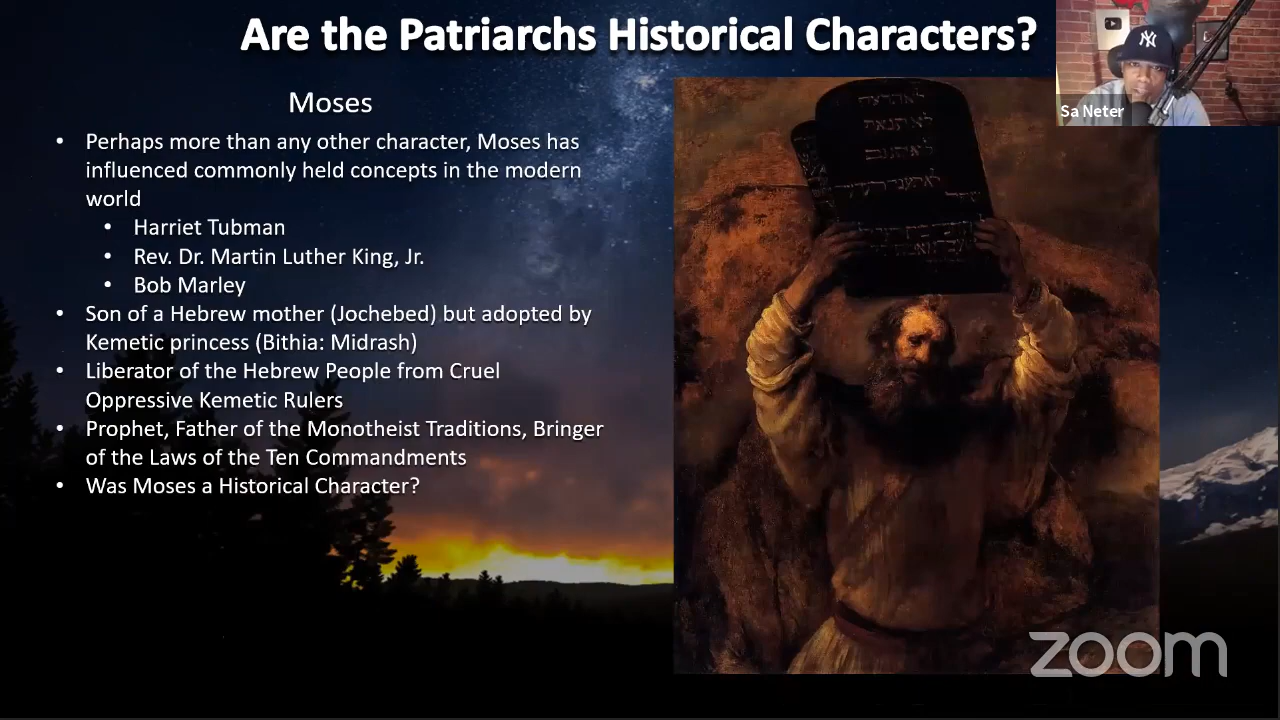 Are the Patriarchs Historical Characters?
Sa Neter
Moses
• Perhaps more than any other character, Moses has
influenced commonly held concepts in the modern
world
• Harriet Tubman
• Rev. Dr. Martin Luther King, Jr.
• Bob Marley
• Son of a Hebrew mother (Jochebed) but adopted by
Kemetic princess (Bithia: Midrash)
• Liberator of the Hebrew People from Cruel
Oppressive Kemetic Rulers
• Prophet, Father of the Monotheist Traditions, Bringer
of the Laws of the Ten Commandments
• Was Moses a Historical Character?
zoom